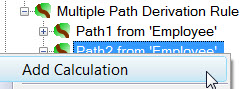 Multiple Path Derivation Rule
Path1 from 'Employee'
Path2 from 'Employee'
Add Calculation